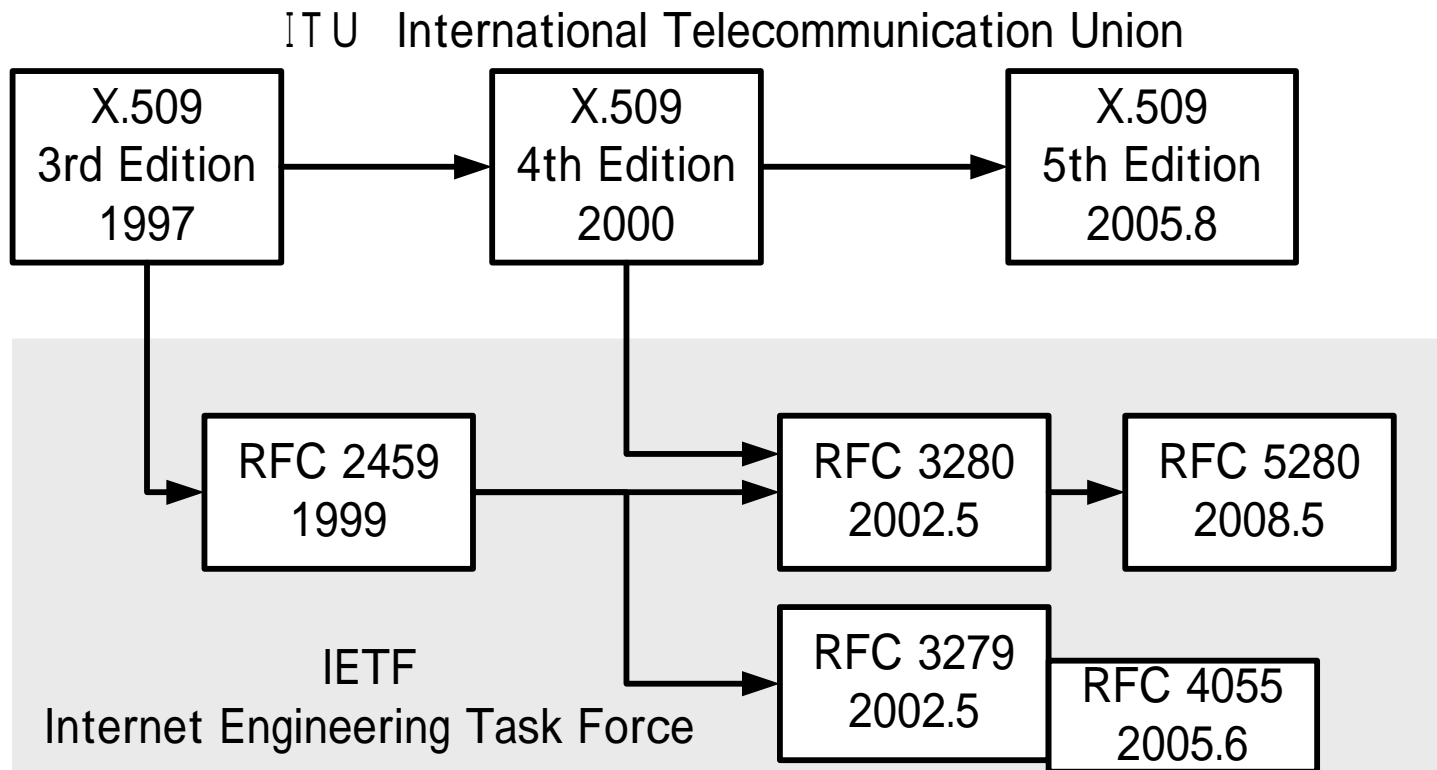 ITU International Telecommunication Union
X.509
3rd Edition
1997
X.509
4th Edition
2000
X.509
5th Edition
2005.8
RFC 2459
1999
RFC 3280
2002.5
RFC 5280
2008.5
RFC 3279
2002.5
RFC 4055
2005.6
IETF
Internet Engineering Task Force